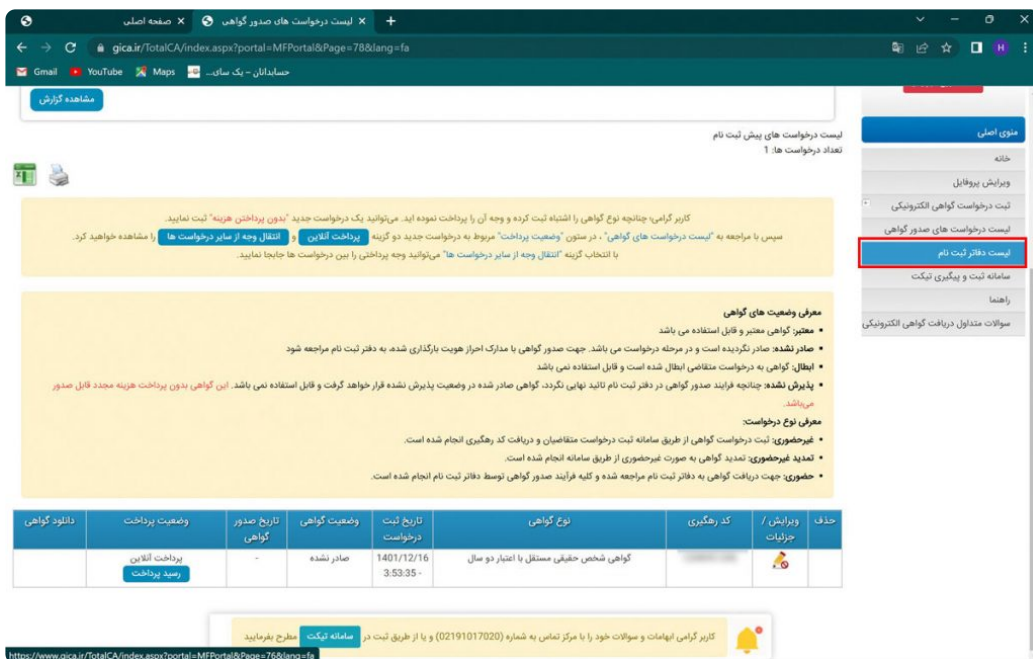 صفحه اصلی
لیست درخواست های صدور گواهی
gica.ir/TotalCA/index.aspx?portal=MFPortal&Page=78&lang=fa
H
Gmail YouTube Maps حسابدانان – یک سای...
مشاهده گزارش
منوی اصلی
خانه
ویرایش پروفایل
ثبت درخواست گواهی الکترونیکی
لیست درخواست های صدور گواهی
لیست دفاتر ثبت نام
سامانه ثبت و پیگیری تیکت
راهنما
سوالات متداول دریافت گواهی الکترونیکی
لیست درخواست های پیش ثبت نام
تعداد درخواست ها: 1
کاربر گرامی؛ چنانچه نوع گواهی را اشتباه ثبت کرده و وجه آن را پرداخت نموده اید. می‌توانید یک درخواست جدید "بدون پرداختن هزینه" ثبت نمایید.
سپس با مراجعه به "لیست درخواست های گواهی" ، در ستون "وضعیت پرداخت" مربوط به درخواست جدید دو گزینه پرداخت آنلاین و انتقال وجه از سایر درخواست ها را مشاهده خواهید کرد.
با انتخاب گزینه "انتقال وجه از سایر درخواست ها" می‌توانید وجه پرداختی را بین درخواست ها جابجا نمایید.
معرفی وضعیت های گواهی
معتبر: گواهی معتبر و قابل استفاده می باشد
صادر نشده: صادر نگردیده است و در مرحله درخواست می باشد. جهت صدور گواهی با مدارک احراز هویت بارگذاری شده، به دفتر ثبت نام مراجعه شود
ابطال: گواهی به درخواست متقاضی ابطال شده است و قابل استفاده نمی باشد
پذیرش نشده: چنانچه فرایند صدور گواهی در دفتر ثبت نام تائید نهایی نگردد، گواهی صادر شده در وضعیت پذیرش نشده قرار خواهد گرفت و قابل استفاده نمی باشد. این گواهی بدون پرداخت هزینه مجدد قابل صدور
می‌باشد.
معرفی نوع درخواست:
غیرحضوری: ثبت درخواست گواهی از طریق سامانه ثبت درخواست متقاضیان و دریافت کد رهگیری انجام شده است.
تمدید غیرحضوری: تمدید گواهی به صورت غیرحضوری از طریق سامانه انجام شده است.
حضوری: جهت دریافت گواهی به دفاتر ثبت نام مراجعه شده و کلیه فرآیند صدور گواهی توسط دفاتر ثبت نام انجام شده است.
حذف ویرایش / جزئیات کد رهگیری نوع گواهی تاریخ ثبت درخواست وضعیت گواهی تاریخ صدور گواهی وضعیت پرداخت دانلود گواهی
گواهی شخص حقیقی مستقل با اعتبار دو سال 1401/12/16 - 3:53:35 صادر نشده - پرداخت آنلاین
رسید پرداخت
کاربر گرامی ابهامات و سوالات خود را با مرکز تماس به شماره (02191017020) و یا از طریق ثبت در سامانه تیکت مطرح بفرمایید
https://www.gica.ir/TotalCA/index.aspx?portal=MFPortal&Page=76&lang=fa